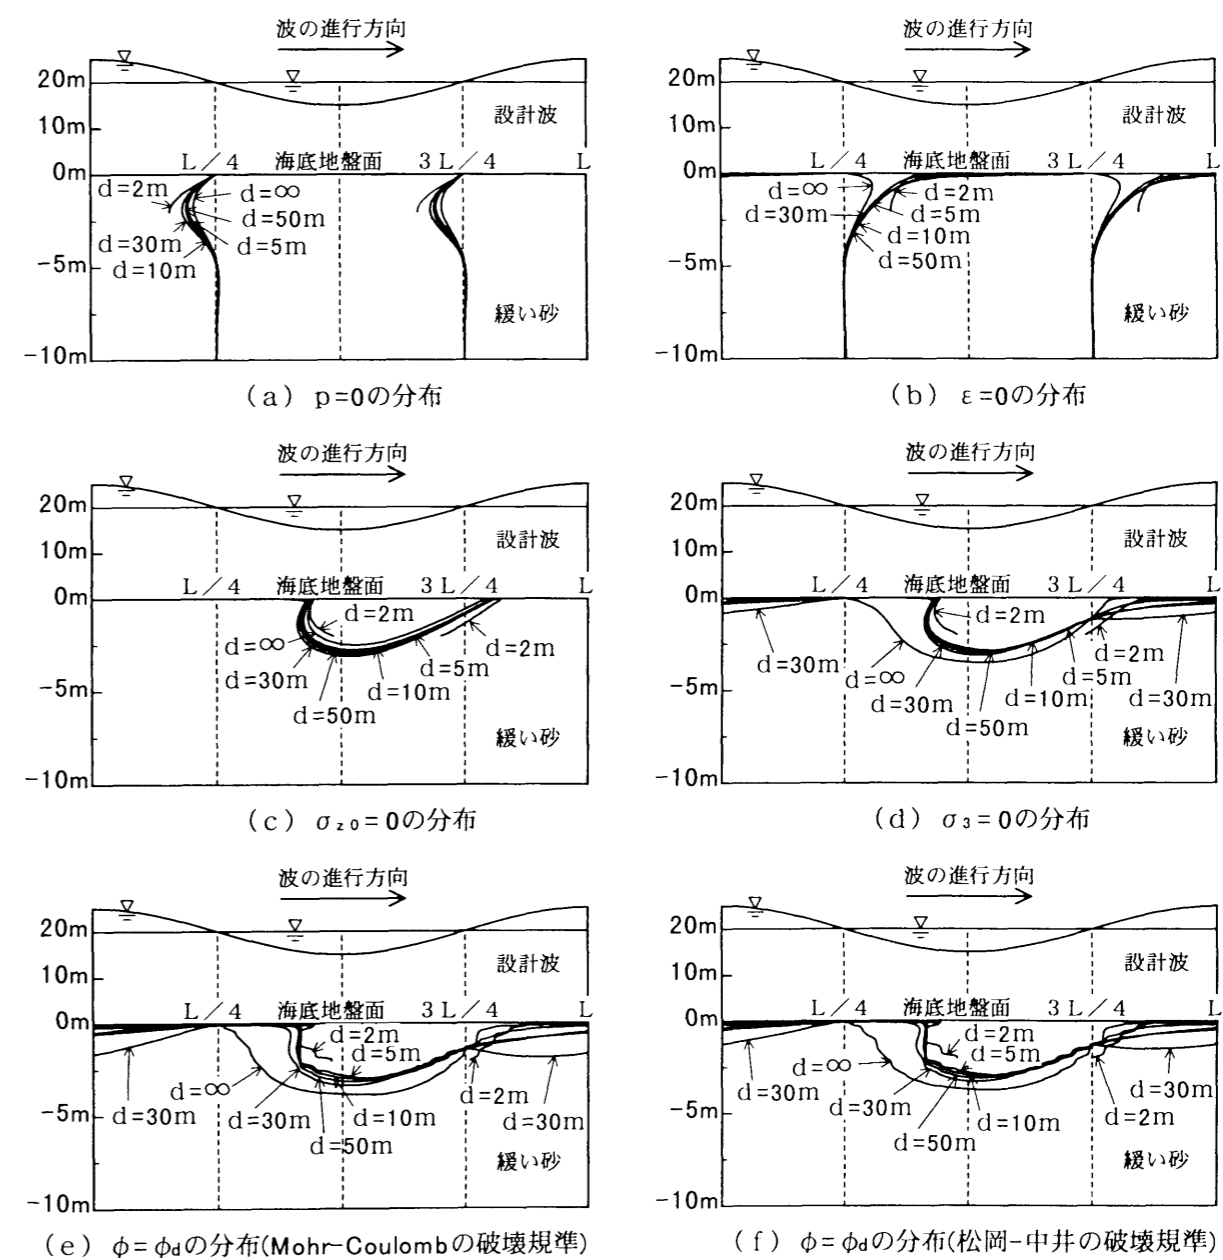 波の進行方向
20m
10m
設計波
0m
L/4
海底地盤面
3L/4
L
d=2m
d=∞
d=50m
d=30m
d=5m
d=10m
-5m
緩い砂
-10m
(a) p=0の分布
波の進行方向
20m
10m
設計波
0m
L/4
海底地盤面
3L/4
L
d=∞
d=2m
d=30m
d=5m
d=10m
d=50m
-5m
緩い砂
-10m
(b) ε=0の分布
波の進行方向
20m
10m
設計波
0m
L/4
海底地盤面
3L/4
L
d=2m
d=∞
d=2m
d=5m
d=30m
d=10m
d=50m
-5m
緩い砂
-10m
(c) σz0=0の分布
波の進行方向
20m
10m
設計波
0m
L/4
海底地盤面
3L/4
L
d=2m
d=30m
d=2m
d=∞
d=5m
d=30m
d=10m
d=30m
d=50m
-5m
緩い砂
-10m
(d) σ3=0の分布
波の進行方向
20m
10m
設計波
0m
L/4
海底地盤面
3L/4
L
d=2m
d=5m
d=∞
d=2m
d=30m
d=30m
d=10m
d=30m
d=50m
-5m
緩い砂
-10m
(e) φ=φdの分布(Mohr-Coulombの破壊規準)
波の進行方向
20m
10m
設計波
0m
L/4
海底地盤面
3L/4
L
d=2m
d=5m
d=∞
d=30m
d=30m
d=30m
d=10m
d=2m
d=50m
-5m
緩い砂
-10m
(f) φ=φdの分布(松岡-中井の破壊規準)